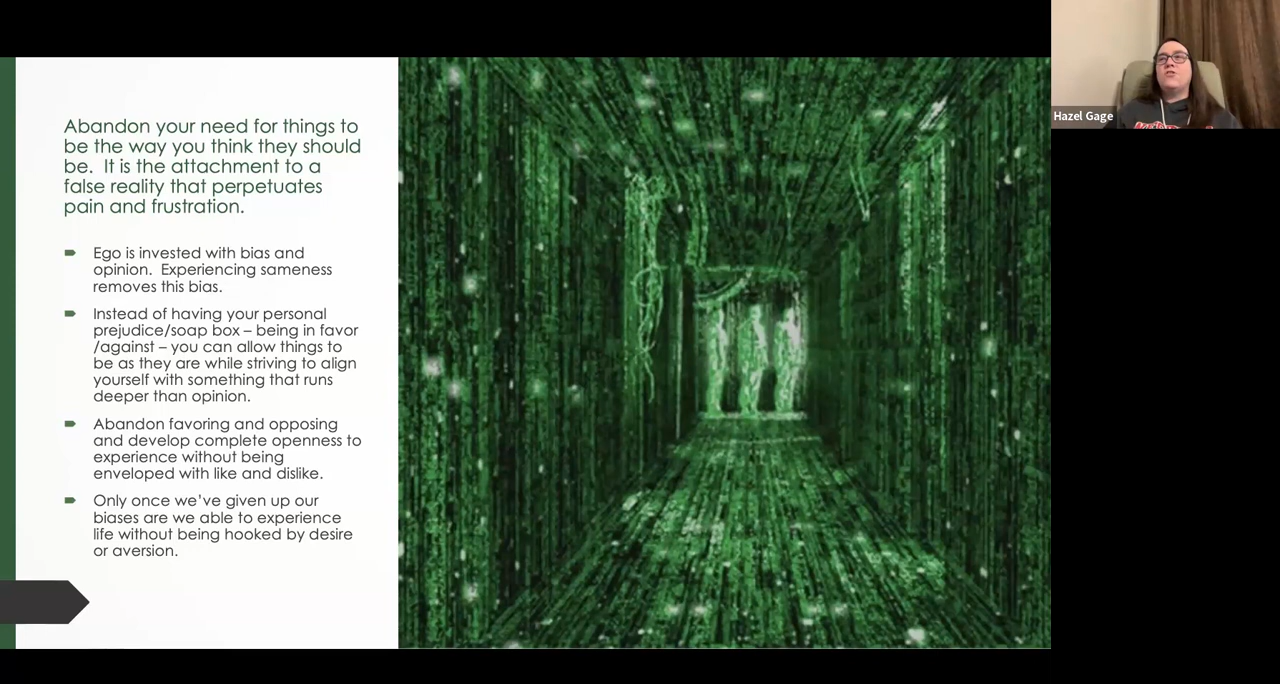 Abandon your need for things to
be the way you think they should
be.  It is the attachment to a
false reality that perpetuates
pain and frustration.
Ego is invested with bias and
opinion.  Experiencing sameness
removes this bias.
Instead of having your personal
prejudice/soap box – being in favor
/against – you can allow things to
be as they are while striving to align
yourself with something that runs
deeper than opinion.
Abandon favoring and opposing
and develop complete openness to
experience without being
enveloped with like and dislike.
Only once we've given up our
biases are we able to experience
life without being hooked by desire
or aversion.
Hazel Gage